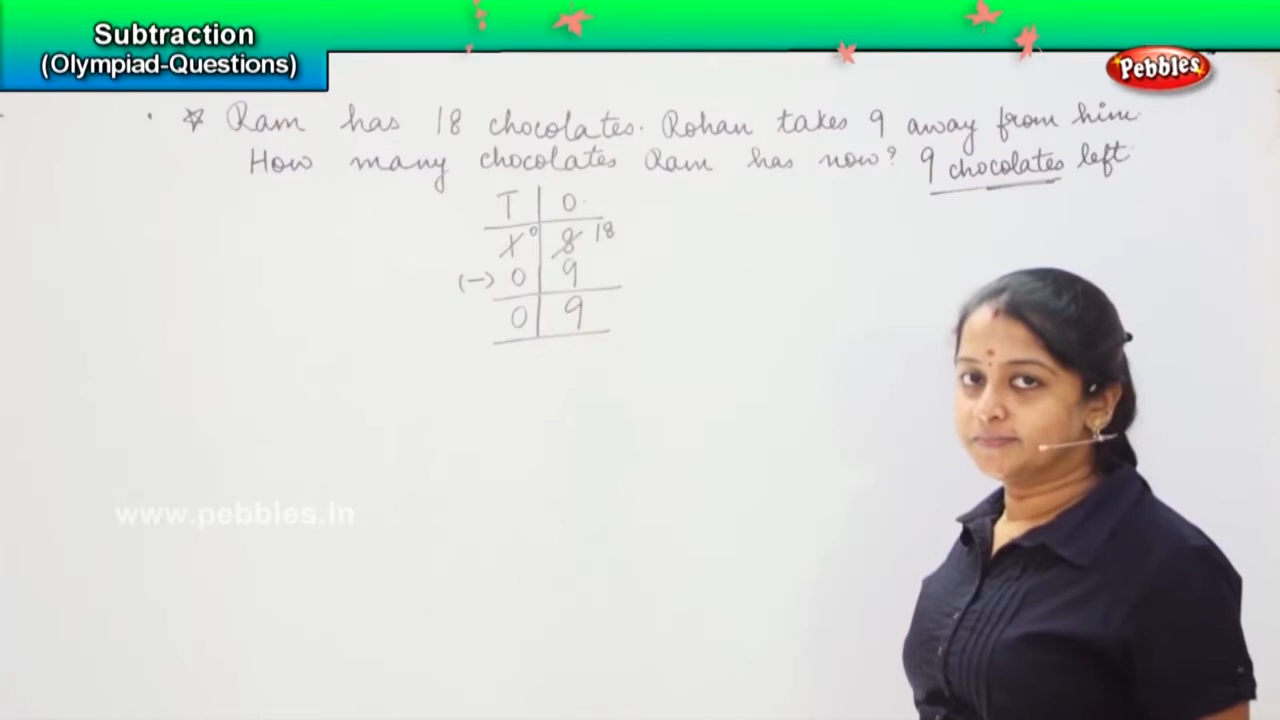 Subtraction
(Olympiad-Questions)
Pebbles
☆ Ram has 18 chocolates. Rohan takes 9 away from him.
How many chocolates Ram has now? 9 chocolates left
T | O
1 0 | 8 18
(-) 0 | 9
0 | 9
www.pebbles.in